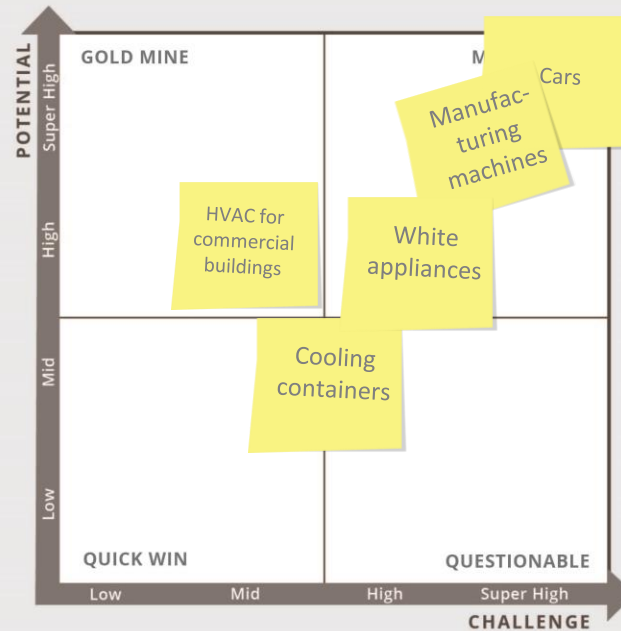 POTENTIAL
Super High
High
Mid
Low
GOLD MINE
M
Cars
Manufac-
turing
machines
HVAC for
commercial
buildings
White
appliances
Cooling
containers
QUICK WIN
QUESTIONABLE
Low
Mid
High
Super High
CHALLENGE